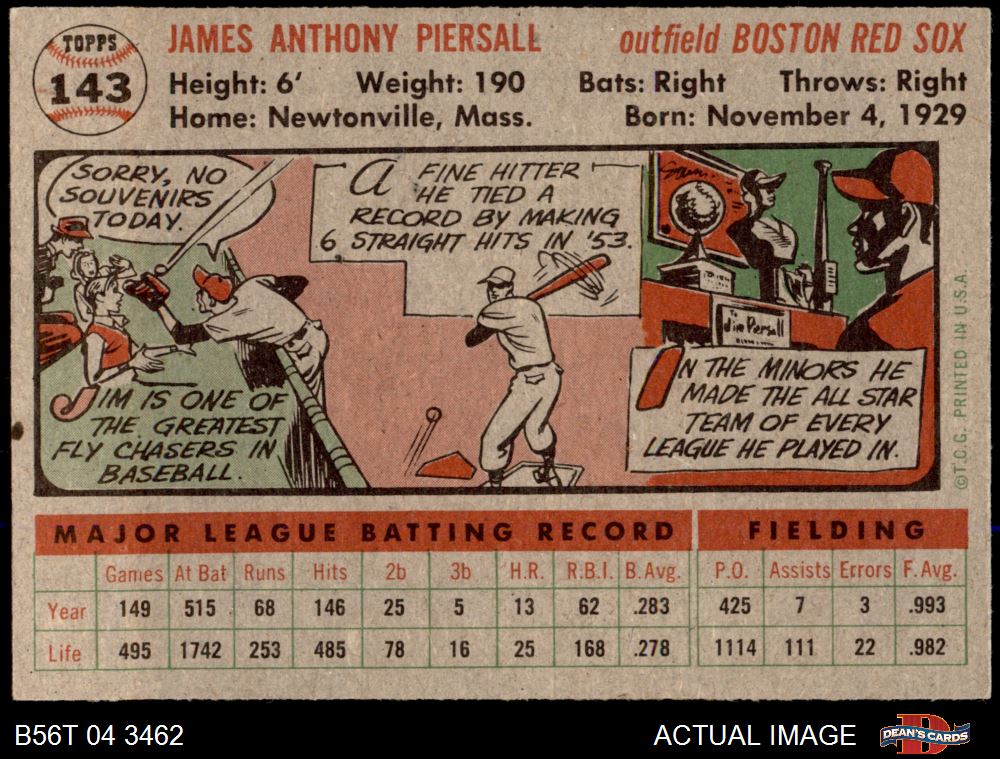 TOPPS
143
JAMES ANTHONY PIERSALL
outfield BOSTON RED SOX
Height: 6' Weight: 190 Bats: Right Throws: Right
Home: Newtonville, Mass. Born: November 4, 1929
SORRY, NO
SOUVENIRS
TODAY.
JIM IS ONE OF
THE GREATEST
FLY CHASERS IN
BASEBALL.
A FINE HITTER
HE TIED A
RECORD BY MAKING
6 STRAIGHT HITS IN '53.
To
Jim Piersall
IN THE MINORS HE
MADE THE ALL STAR
TEAM OF EVERY
LEAGUE HE PLAYED IN.
©T.C.G. PRINTED IN U.S.A.
MAJOR LEAGUE BATTING RECORD FIELDING
Games At Bat Runs Hits 2b 3b H.R. R.B.I. B. Avg. P.O. Assists Errors F. Avg.
Year 149 515 68 146 25 5 13 62 .283 425 7 3 .993
Life 495 1742 253 485 78 16 25 168 .278 1114 111 22 .982
B56T 04 3462
ACTUAL IMAGE
D
DEAN'S CARDS